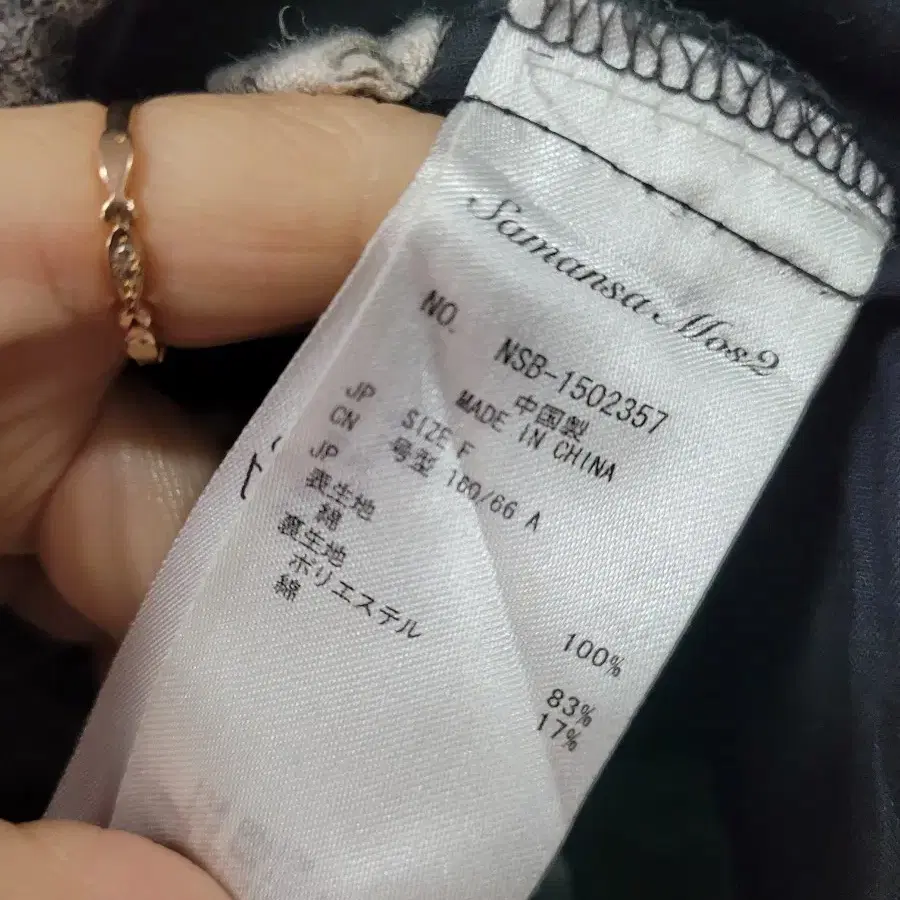 Samansa Mos2
NO. NSB-1502357
中国製
MADE IN CHINA
JP SIZE F
CN 号型 160/66 A
JP
表生地
綿 100%
裏生地
ポリエステル 83%
綿 17%